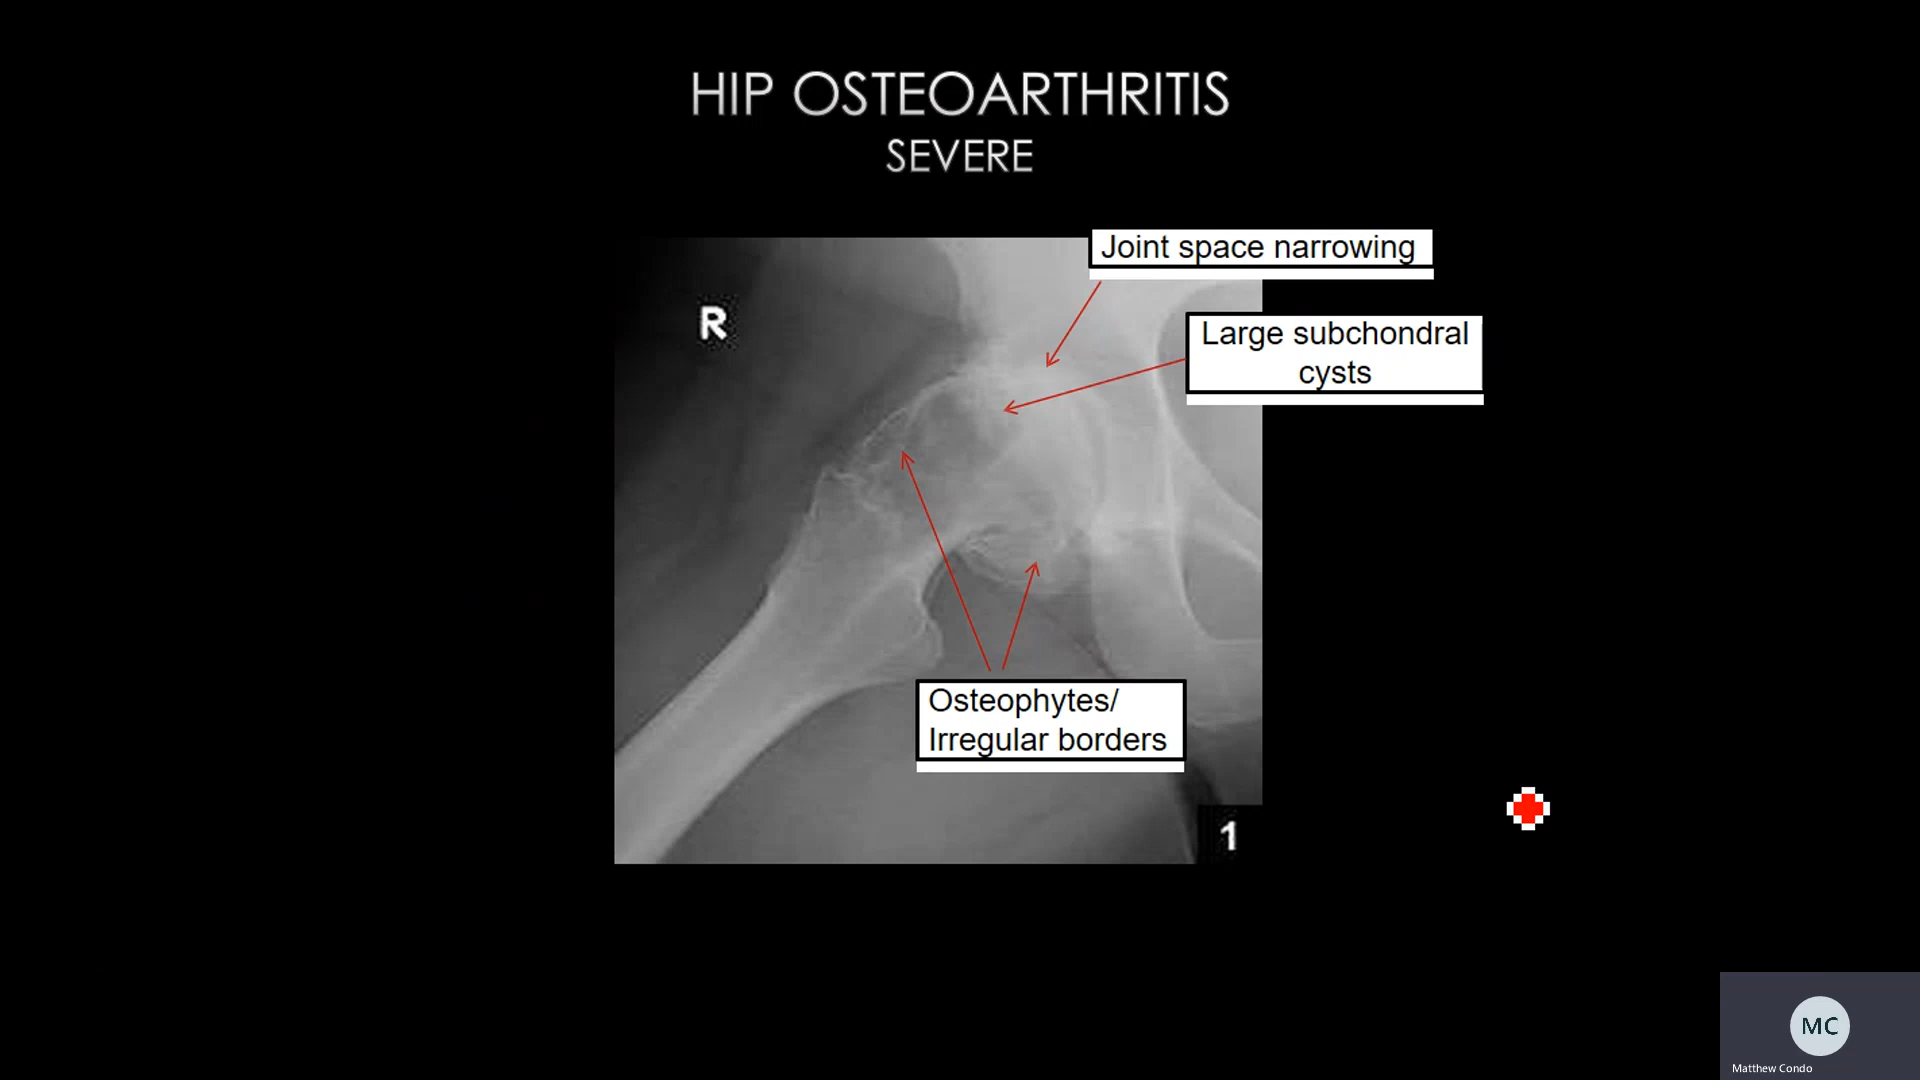 HIP OSTEOARTHRITIS
SEVERE
Joint space narrowing
R
Large subchondral
cysts
Osteophytes/
Irregular borders
1
MC
Matthew Condo